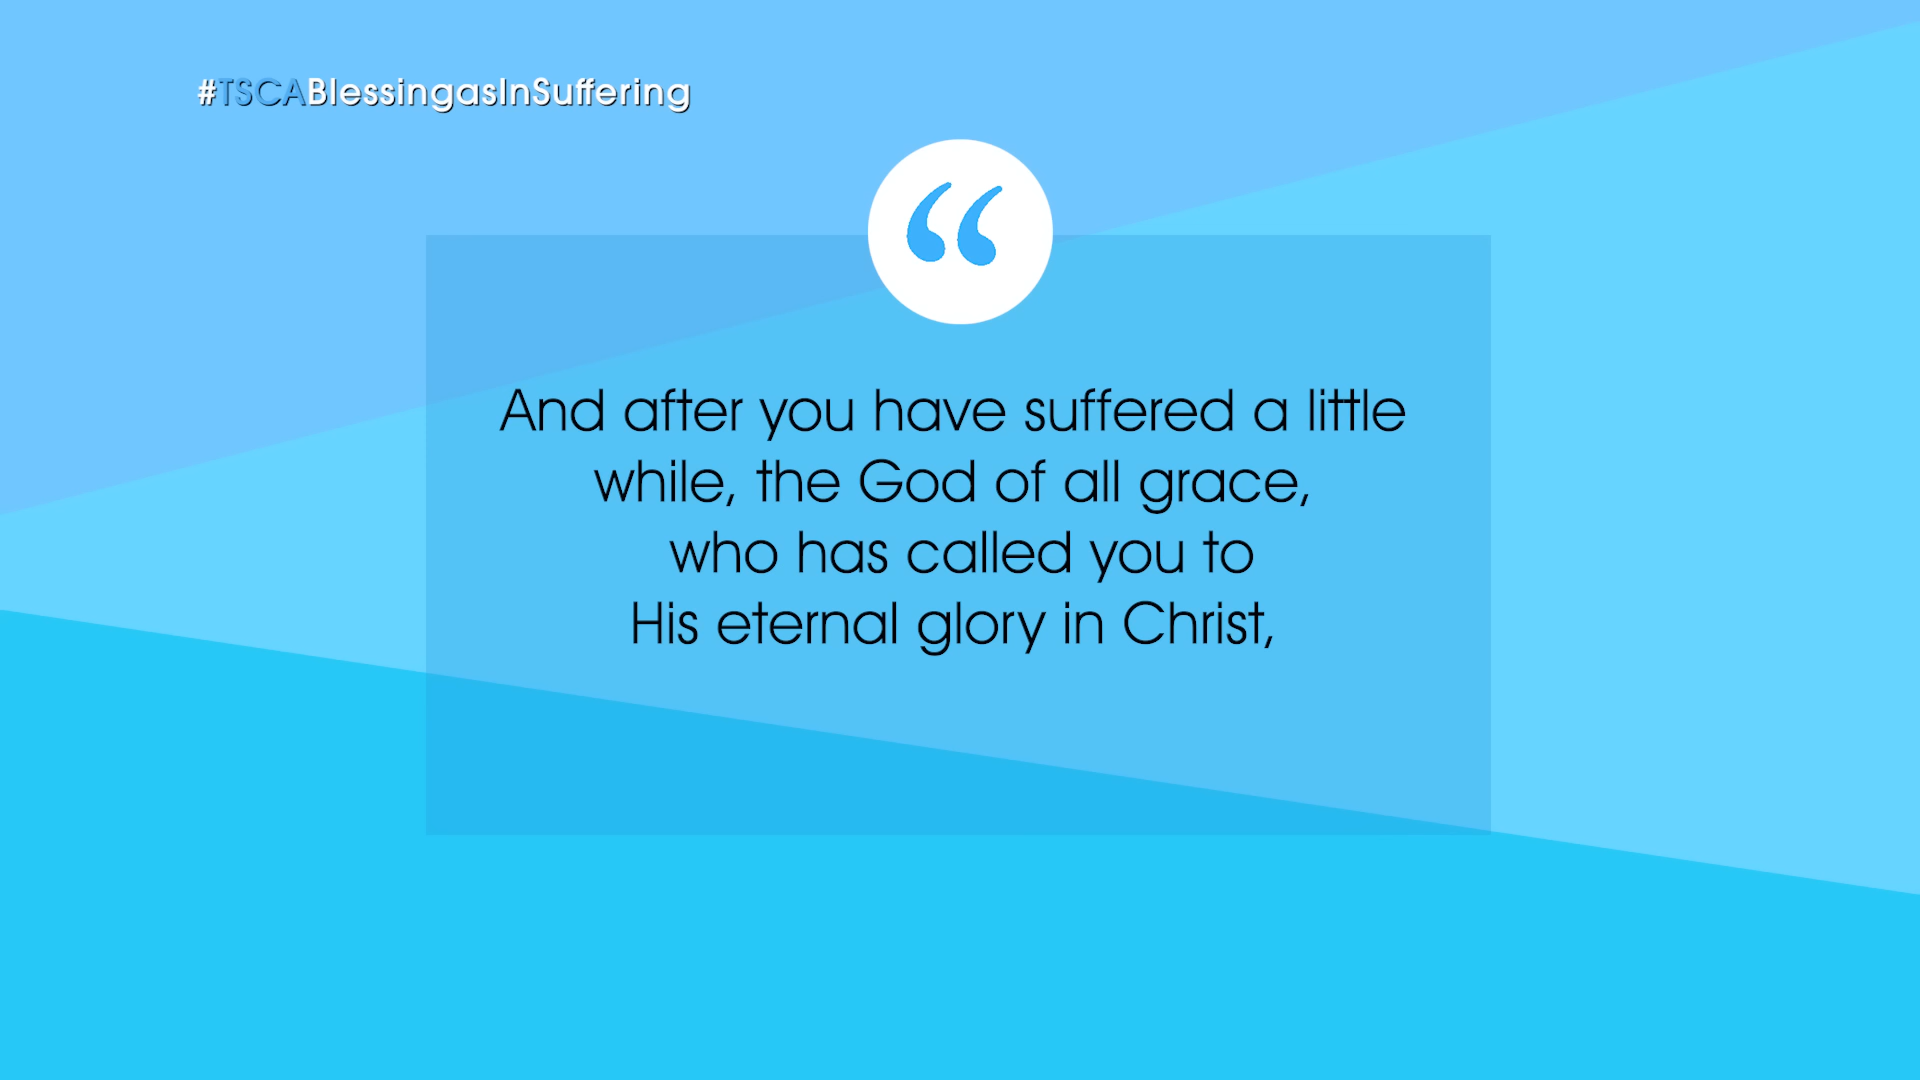 #TSCABlessingasInSuffering
“
And after you have suffered a little
while, the God of all grace,
who has called you to
His eternal glory in Christ,